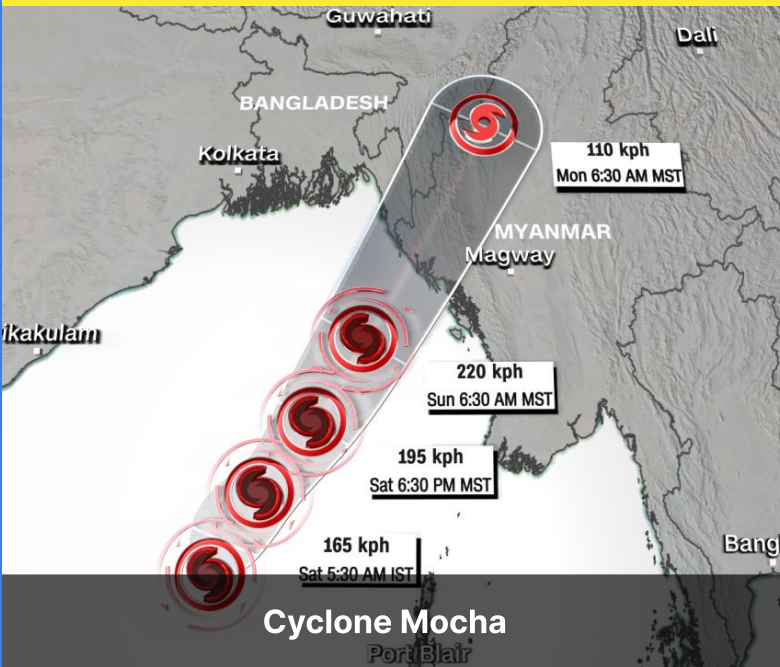 Guwahati
Dali
BANGLADESH
Kolkata
110 kph
Mon 6:30 AM MST
MYANMAR
Magway
ikakulam
220 kph
Sun 6:30 AM MST
195 kph
Sat 6:30 PM MST
165 kph
Sat 5:30 AM IST
Bang
Cyclone Mocha
Port Blair